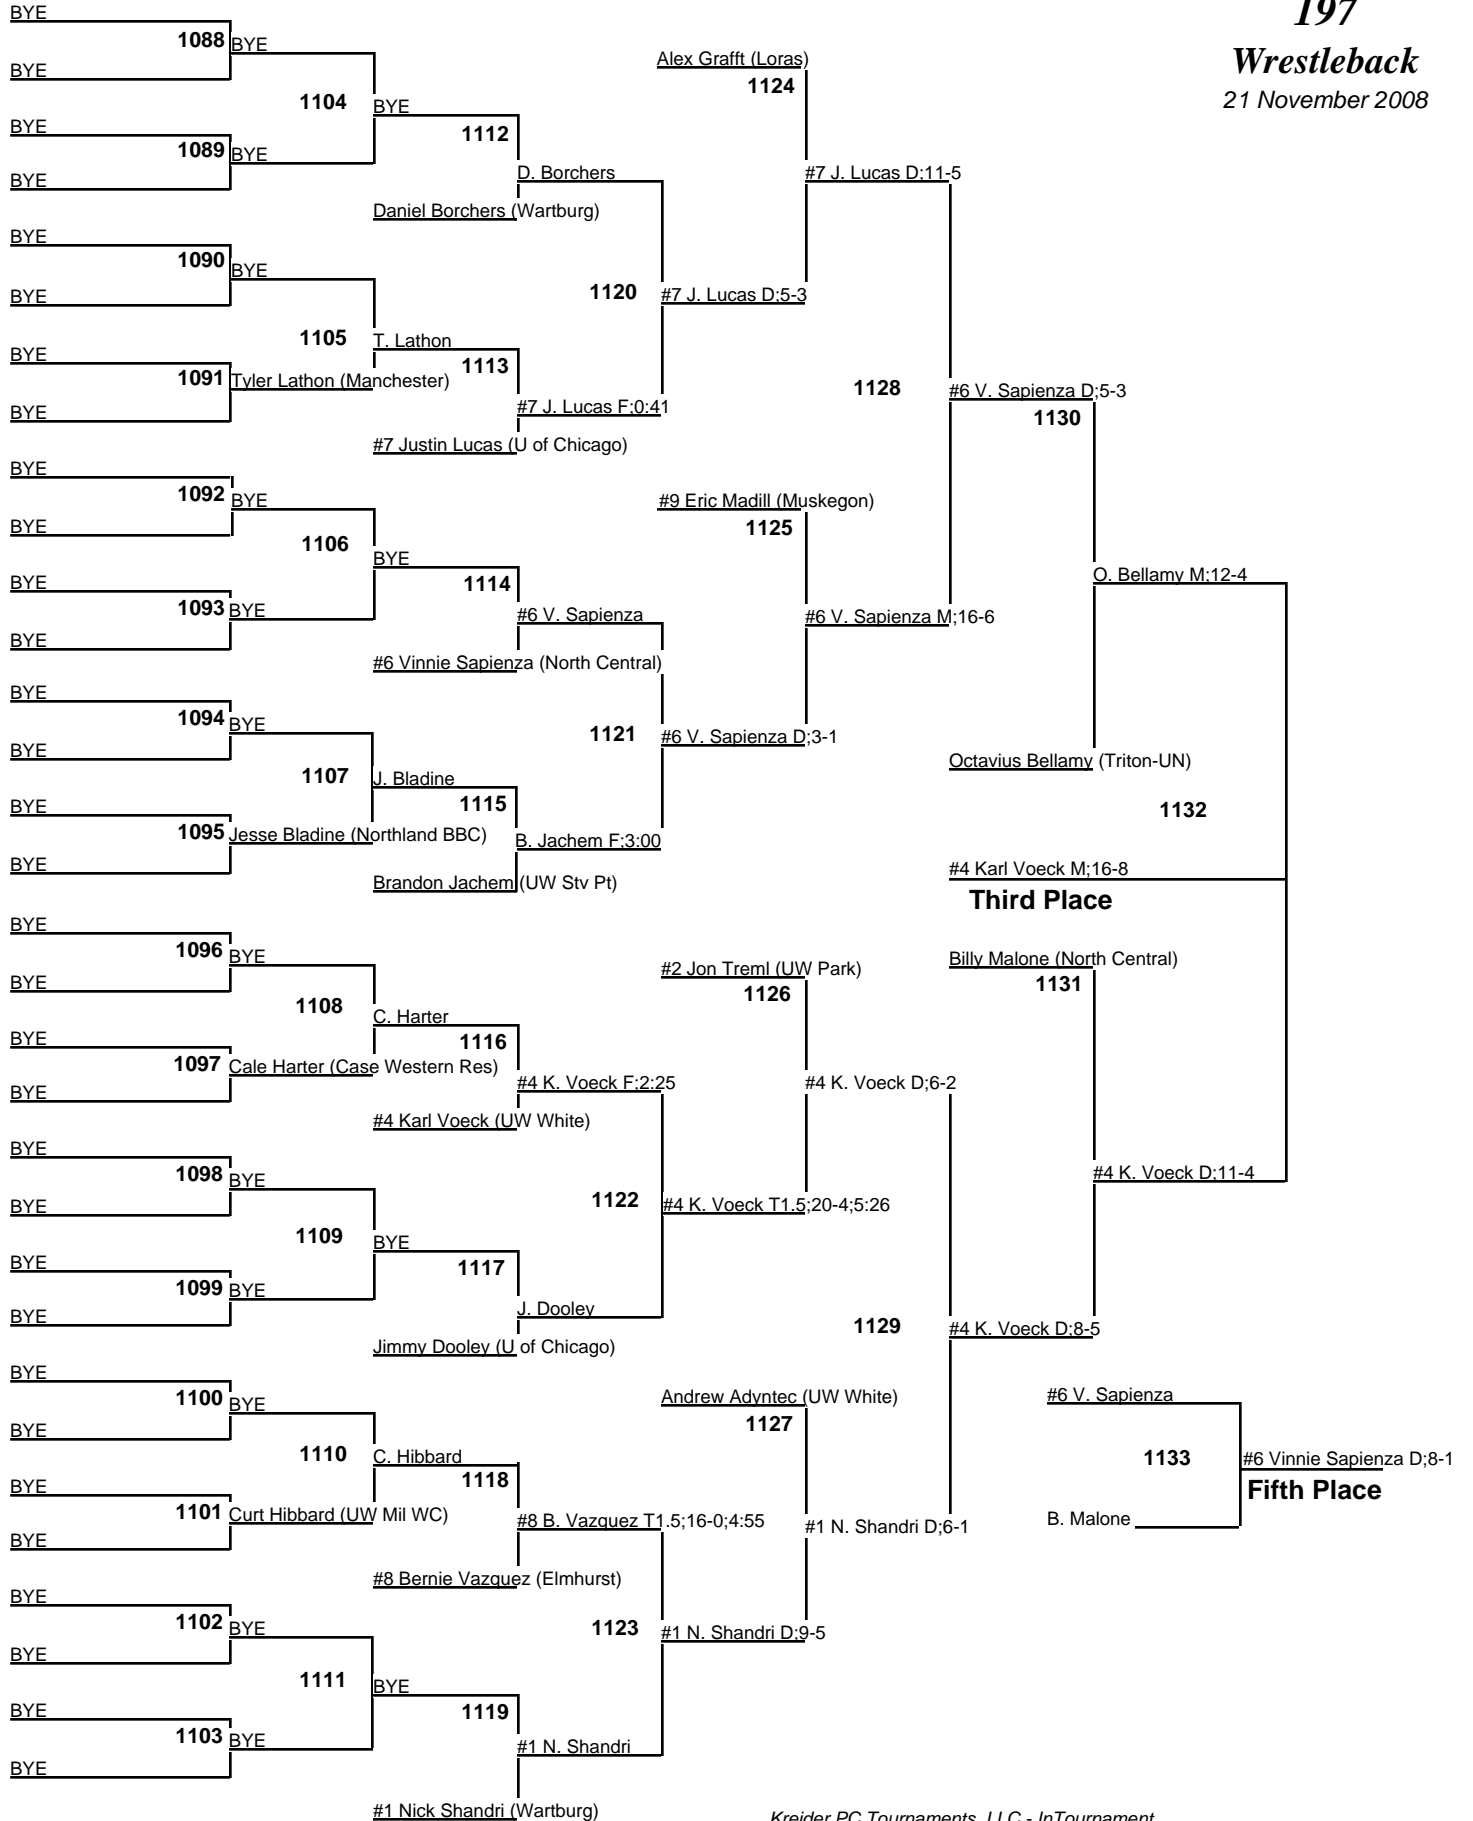 197
Wrestleback
21 November 2008
BYE
1088
BYE
BYE
1104
BYE
BYE
1089
BYE
BYE
1112
D. Borchers
Daniel Borchers (Wartburg)
BYE
1090
BYE
BYE
1105
T. Lathon
BYE
1091
Tyler Lathon (Manchester)
BYE
1113
#7 J. Lucas F;0:41
#7 Justin Lucas (U of Chicago)
1120
#7 J. Lucas D;5-3
Alex Grafft (Loras)
1124
#7 J. Lucas D;11-5
BYE
1092
BYE
BYE
1106
BYE
BYE
1093
BYE
BYE
1114
#6 V. Sapienza
#6 Vinnie Sapienza (North Central)
BYE
1094
BYE
BYE
1107
J. Bladine
BYE
1095
Jesse Bladine (Northland BBC)
BYE
1115
B. Jachem F;3:00
Brandon Jachem (UW Stv Pt)
1121
#6 V. Sapienza D;3-1
#9 Eric Madill (Muskegon)
1125
#6 V. Sapienza M;16-6
1128
#6 V. Sapienza D;5-3
1130
O. Bellamy M;12-4
Octavius Bellamy (Triton-UN)
1132
#4 Karl Voeck M;16-8
Third Place
BYE
1096
BYE
BYE
1108
C. Harter
BYE
1097
Cale Harter (Case Western Res)
BYE
1116
#4 K. Voeck F;2:25
#4 Karl Voeck (UW White)
BYE
1098
BYE
BYE
1109
BYE
BYE
1099
BYE
BYE
1117
J. Dooley
Jimmy Dooley (U of Chicago)
1122
#4 K. Voeck T1.5;20-4;5:26
#2 Jon Treml (UW Park)
1126
#4 K. Voeck D;6-2
Billy Malone (North Central)
1131
#4 K. Voeck D;11-4
BYE
1100
BYE
BYE
1110
C. Hibbard
BYE
1101
Curt Hibbard (UW Mil WC)
BYE
1118
#8 B. Vazquez T1.5;16-0;4:55
#8 Bernie Vazquez (Elmhurst)
BYE
1102
BYE
BYE
1111
BYE
BYE
1103
BYE
BYE
1119
#1 N. Shandri
#1 Nick Shandri (Wartburg)
1123
#1 N. Shandri D;9-5
Andrew Adyntec (UW White)
1127
#1 N. Shandri D;6-1
1129
#4 K. Voeck D;8-5
#6 V. Sapienza
1133
#6 Vinnie Sapienza D;8-1
Fifth Place
B. Malone
Kreider PC Tournaments, LLC - InTournament